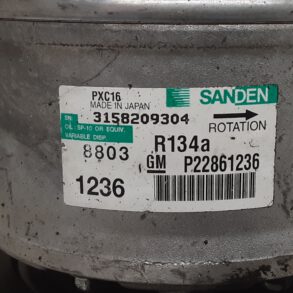 PXC16
MADE IN JAPAN
SANDEN
SN. 3158209304
OIL : SP-10 OR EQUIV.
VARIABLE DISP.
ROTATION
8803
R134a
GM P22861236
1236